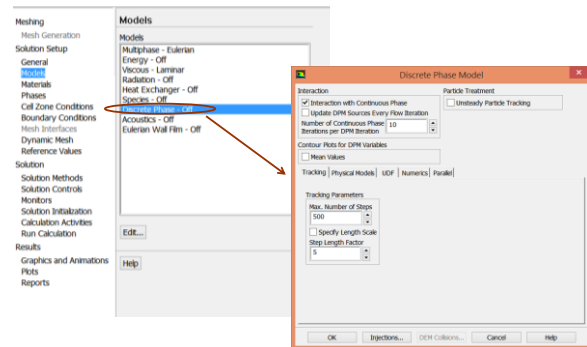 Meshing
Mesh Generation
Solution Setup
General
Models
Materials
Phases
Cell Zone Conditions
Boundary Conditions
Mesh Interfaces
Dynamic Mesh
Reference Values
Solution
Solution Methods
Solution Controls
Monitors
Solution Initialization
Calculation Activities
Run Calculation
Results
Graphics and Animations
Plots
Reports
Models
Models
Multiphase - Eulerian
Energy - Off
Viscous - Laminar
Radiation - Off
Heat Exchanger - Off
Species - Off
Discrete Phase - Off
Acoustics - Off
Eulerian Wall Film - Off
Edit...
Help
Discrete Phase Model
Interaction
Interaction with Continuous Phase
Update DPM Sources Every Flow Iteration
Number of Continuous Phase
Iterations per DPM Iteration
10
Particle Treatment
Unsteady Particle Tracking
Contour Plots for DPM Variables
Mean Values
Tracking Physical Models UDF Numerics Parallel
Tracking Parameters
Max. Number of Steps
500
Specify Length Scale
Step Length Factor
5
OK Injections... DEM Collisions... Cancel Help